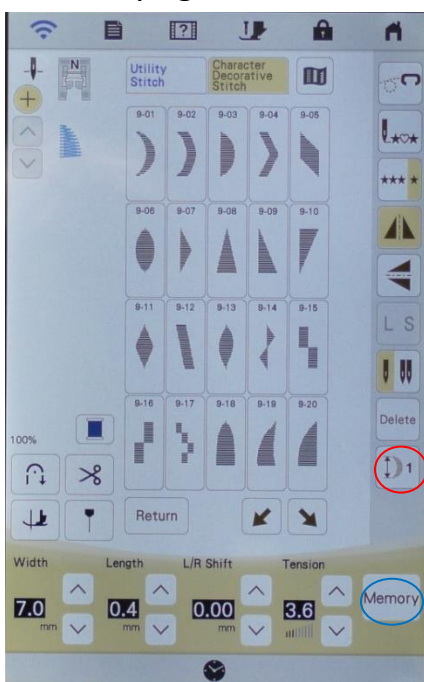 N
?
Utility
Stitch
Character
Decorative
Stitch
9-01
9-02
9-03
9-04
9-05
9-06
9-07
9-08
9-09
9-10
9-11
9-12
9-13
9-14
9-15
L S
9-16
9-17
9-18
9-19
9-20
Delete
100%
1
Return
Width
Length
L/R Shift
Tension
7.0
mm
0.4
mm
0.00
mm
3.6
Memory